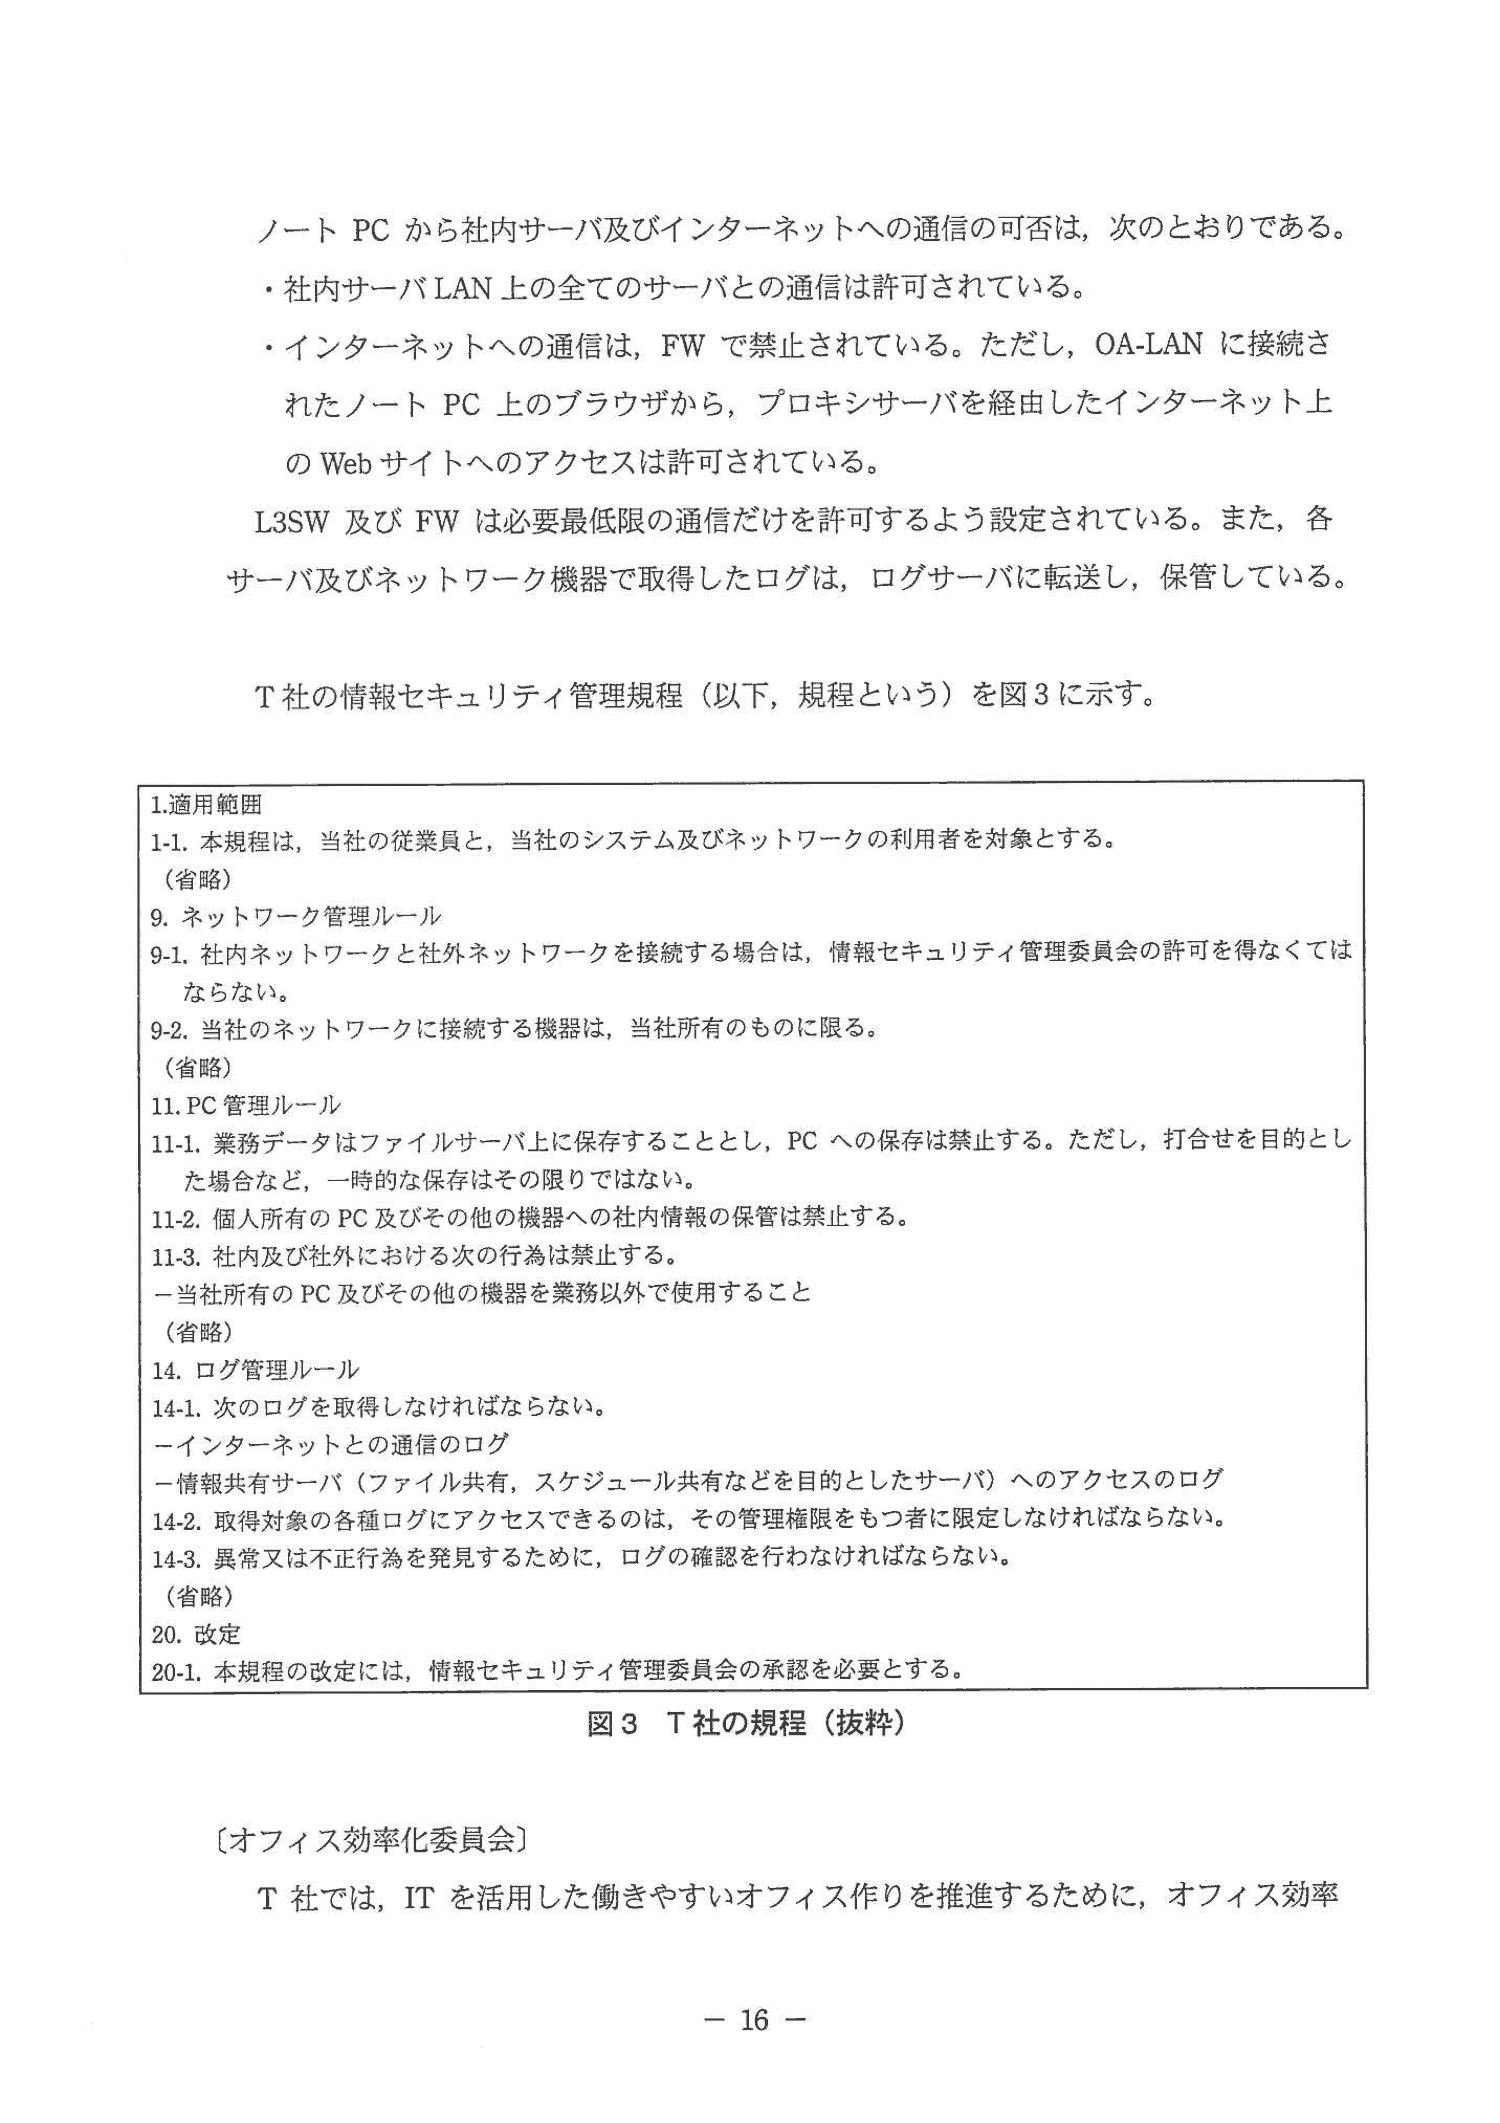 ノート PC から社内サーバ及びインターネットへの通信の可否は，次のとおりである。
・社内サーバ LAN 上の全てのサーバとの通信は許可されている。
・インターネットへの通信は，FW で禁止されている。ただし，OA-LAN に接続さ
れたノート PC 上のブラウザから，プロキシサーバを経由したインターネット上
の Web サイトへのアクセスは許可されている。
L3SW 及び FW は必要最低限の通信だけを許可するよう設定されている。また，各
サーバ及びネットワーク機器で取得したログは，ログサーバに転送し，保管している。
T 社の情報セキュリティ管理規程（以下，規程という）を図 3 に示す。
1.適用範囲
1-1. 本規程は，当社の従業員と，当社のシステム及びネットワークの利用者を対象とする。
（省略）
9. ネットワーク管理ルール
9-1. 社内ネットワークと社外ネットワークを接続する場合は，情報セキュリティ管理委員会の許可を得なくては
ならない。
9-2. 当社のネットワークに接続する機器は，当社所有のものに限る。
（省略）
11. PC 管理ルール
11-1. 業務データはファイルサーバ上に保存することとし，PC への保存は禁止する。ただし，打合せを目的とし
た場合など，一時的な保存はその限りではない。
11-2. 個人所有の PC 及びその他の機器への社内情報の保管は禁止する。
11-3. 社内及び社外における次の行為は禁止する。
－当社所有の PC 及びその他の機器を業務以外で使用すること
（省略）
14. ログ管理ルール
14-1. 次のログを取得しなければならない。
－インターネットとの通信のログ
－情報共有サーバ（ファイル共有，スケジュール共有などを目的としたサーバ）へのアクセスのログ
14-2. 取得対象の各種ログにアクセスできるのは，その管理権限をもつ者に限定しなければならない。
14-3. 異常又は不正行為を発見するために，ログの確認を行わなければならない。
（省略）
20. 改定
20-1. 本規程の改定には，情報セキュリティ管理委員会の承認を必要とする。
図 3　T 社の規程（抜粋）
〔オフィス効率化委員会〕
T 社では，IT を活用した働きやすいオフィス作りを推進するために，オフィス効率
－ 16 －